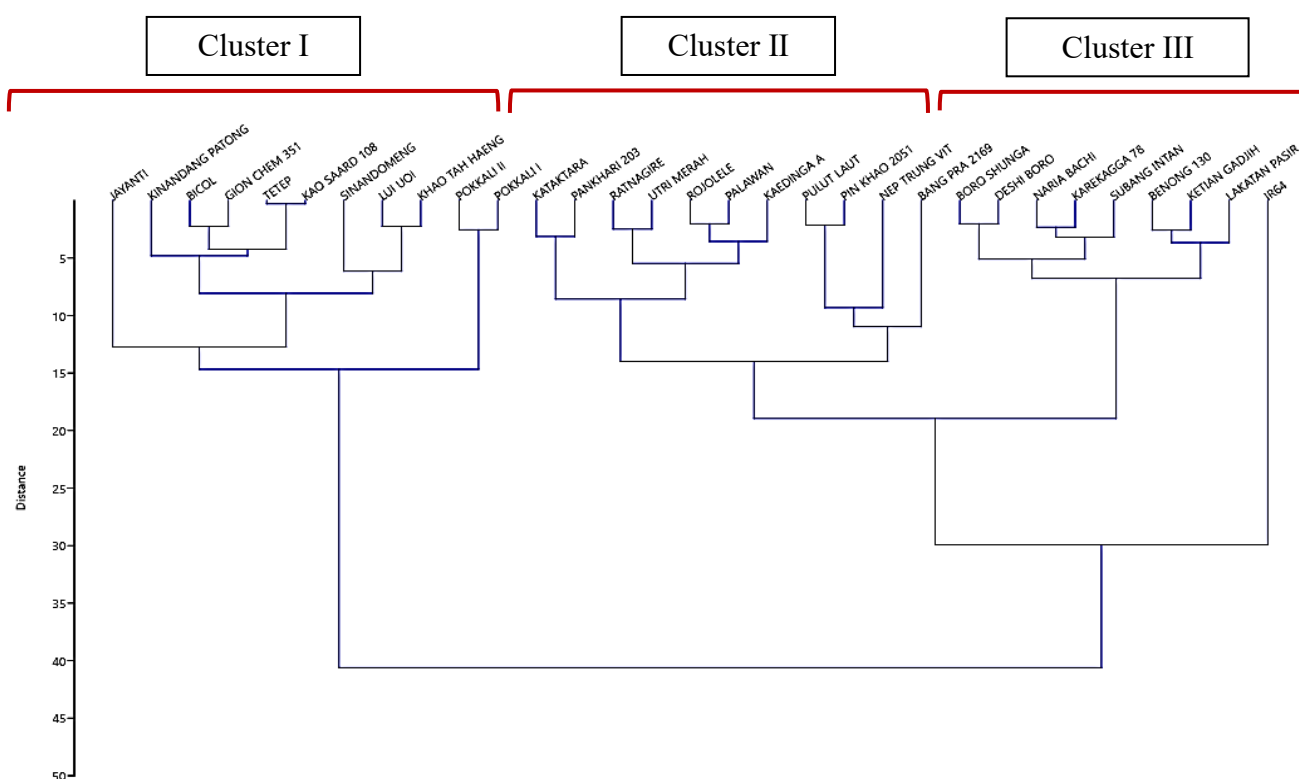 Cluster I
Cluster II
Cluster III
JAYANTI
KINANDANG PATONG
BICOL
GION CHEM 351
TETEP
KAO SAARD 108
SINANDOMENG
LUI UOI
KHAO TAH HAENG
POKKALI II
POKKALI I
KATAKTARA
PANKHARI 203
RATNAGIRE
UTRI MERAH
ROJOLELE
PALAWAN
KAEDINGA A
PULUT LAUT
PIN KHAO 2051
NEP TRUNG VIT
BANG PRA 2169
BORO SHUNGA
DESHI BORO
NARIA BACHI
KAREKAGGA 78
SUBANG INTAN
BENONG 130
KETIAN GADJIH
LAKATAN PASIR
IR64
5
10
15
20
25
30
35
40
45
50
Distance